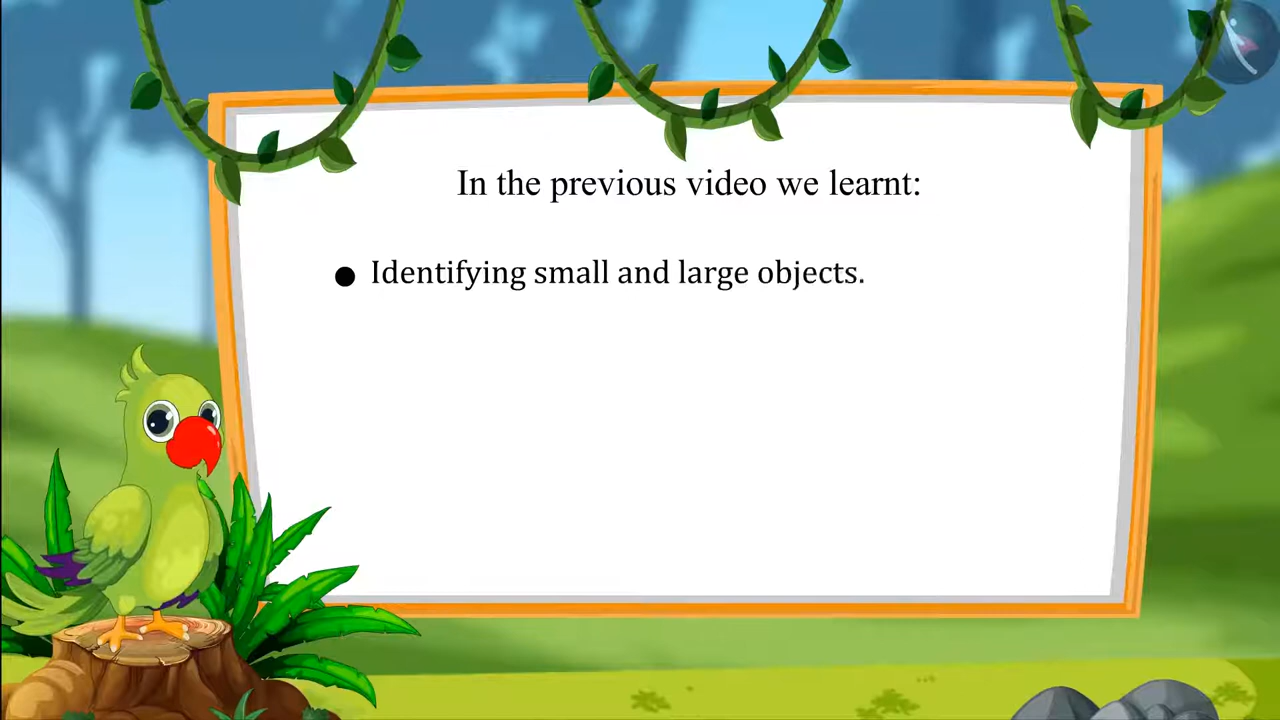 In the previous video we learnt:
● Identifying small and large objects.